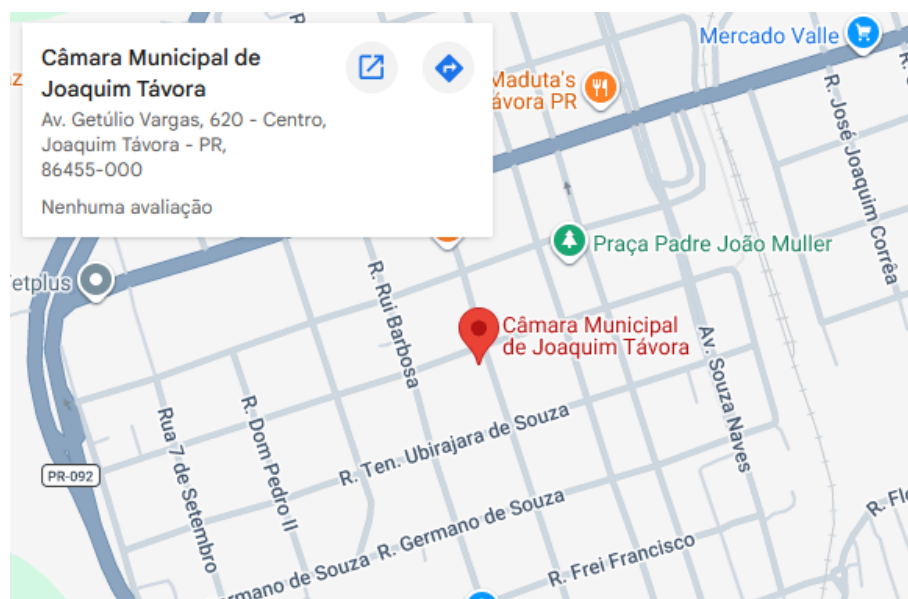 Câmara Municipal de
Joaquim Távora
Av. Getúlio Vargas, 620 - Centro,
Joaquim Távora - PR,
86455-000
Nenhuma avaliação
Mercado Valle
Maduta's
ávora PR
R. José Joaquim Corrêa
Praça Padre João Muller
etplus
R. Rui Barbosa
Câmara Municipal
de Joaquim Távora
Av. Souza Naves
R. Dom Pedro II
Rua 7 de Setembro
R. Ten. Ubirajara de Souza
PR-092
R. Germano de Souza
ermano de Souza
R. Frei Francisco
R. Fl